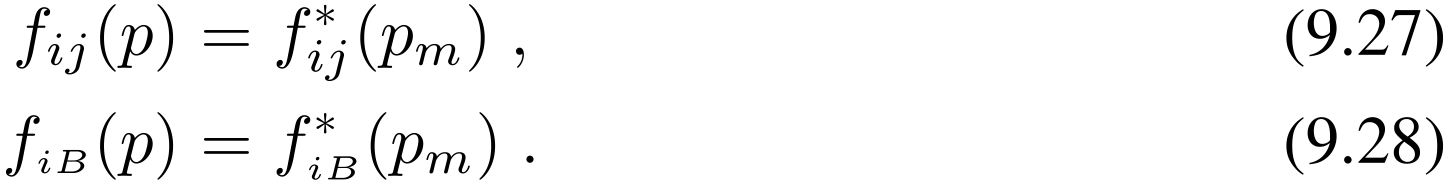 f_{ij}(p) = f^*_{ij}(p_m) , (9.27)
f_{iB}(p) = f^*_{iB}(p_m) . (9.28)